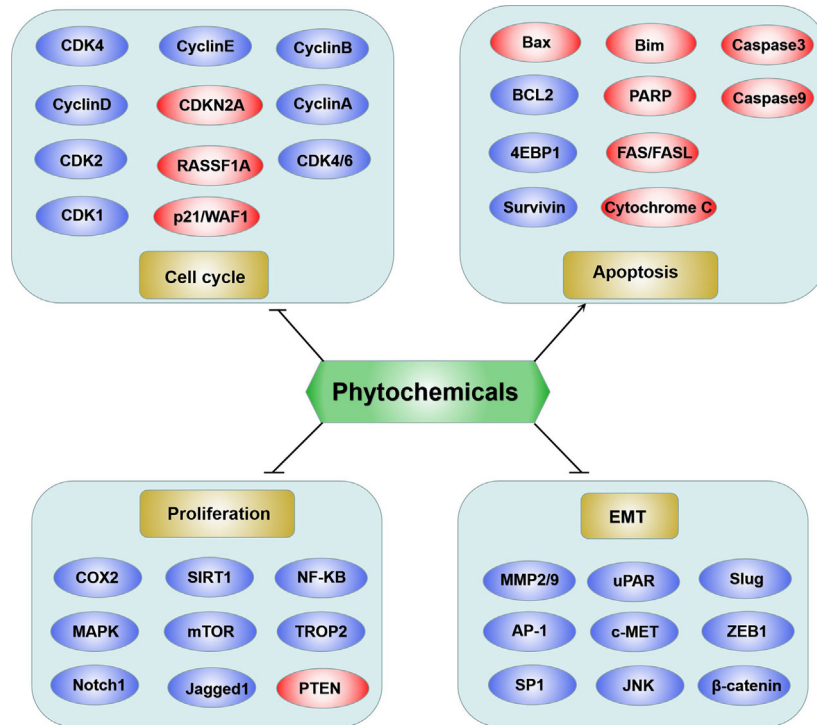 CDK4
CyclinE
CyclinB
CyclinD
CDKN2A
CyclinA
CDK2
RASSF1A
CDK4/6
CDK1
p21/WAF1
Cell cycle
Bax
Bim
Caspase3
BCL2
PARP
Caspase9
4EBP1
FAS/FASL
Survivin
Cytochrome C
Apoptosis
Phytochemicals
Proliferation
COX2
SIRT1
NF-KB
MAPK
mTOR
TROP2
Notch1
Jagged1
PTEN
EMT
MMP2/9
uPAR
Slug
AP-1
c-MET
ZEB1
SP1
JNK
β-catenin